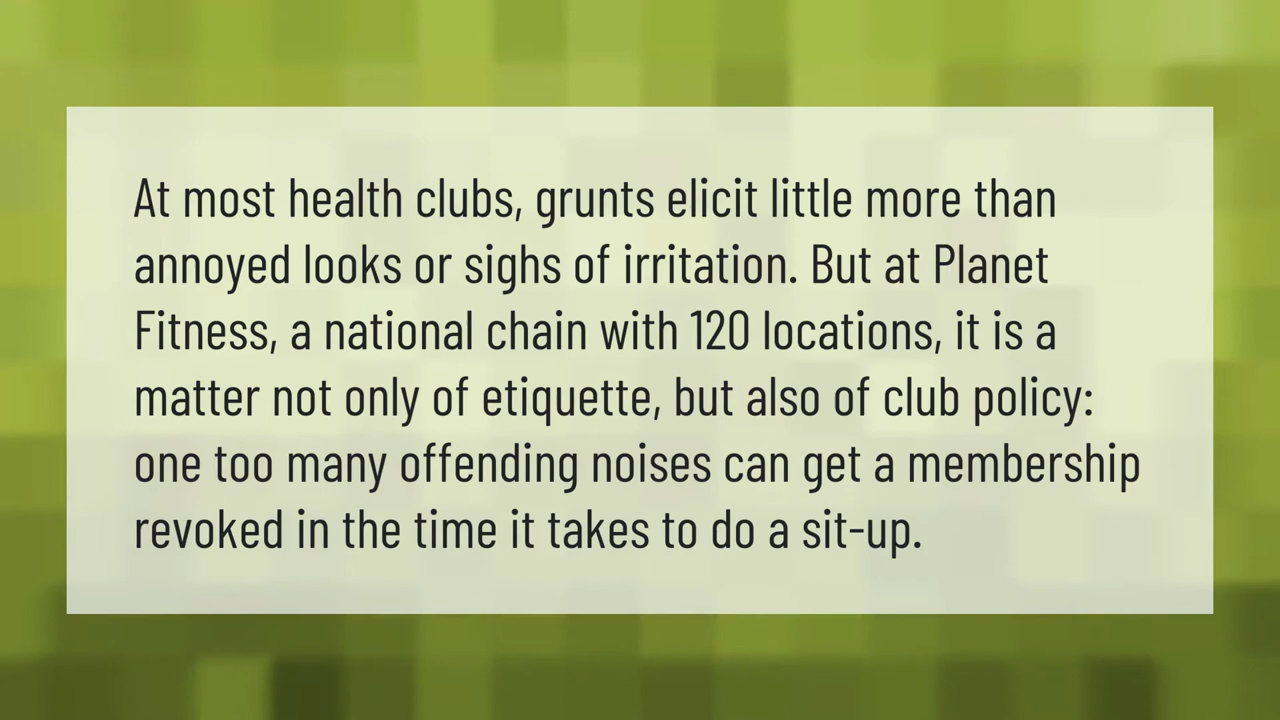 At most health clubs, grunts elicit little more than
annoyed looks or sighs of irritation. But at Planet
Fitness, a national chain with 120 locations, it is a
matter not only of etiquette, but also of club policy:
one too many offending noises can get a membership
revoked in the time it takes to do a sit-up.